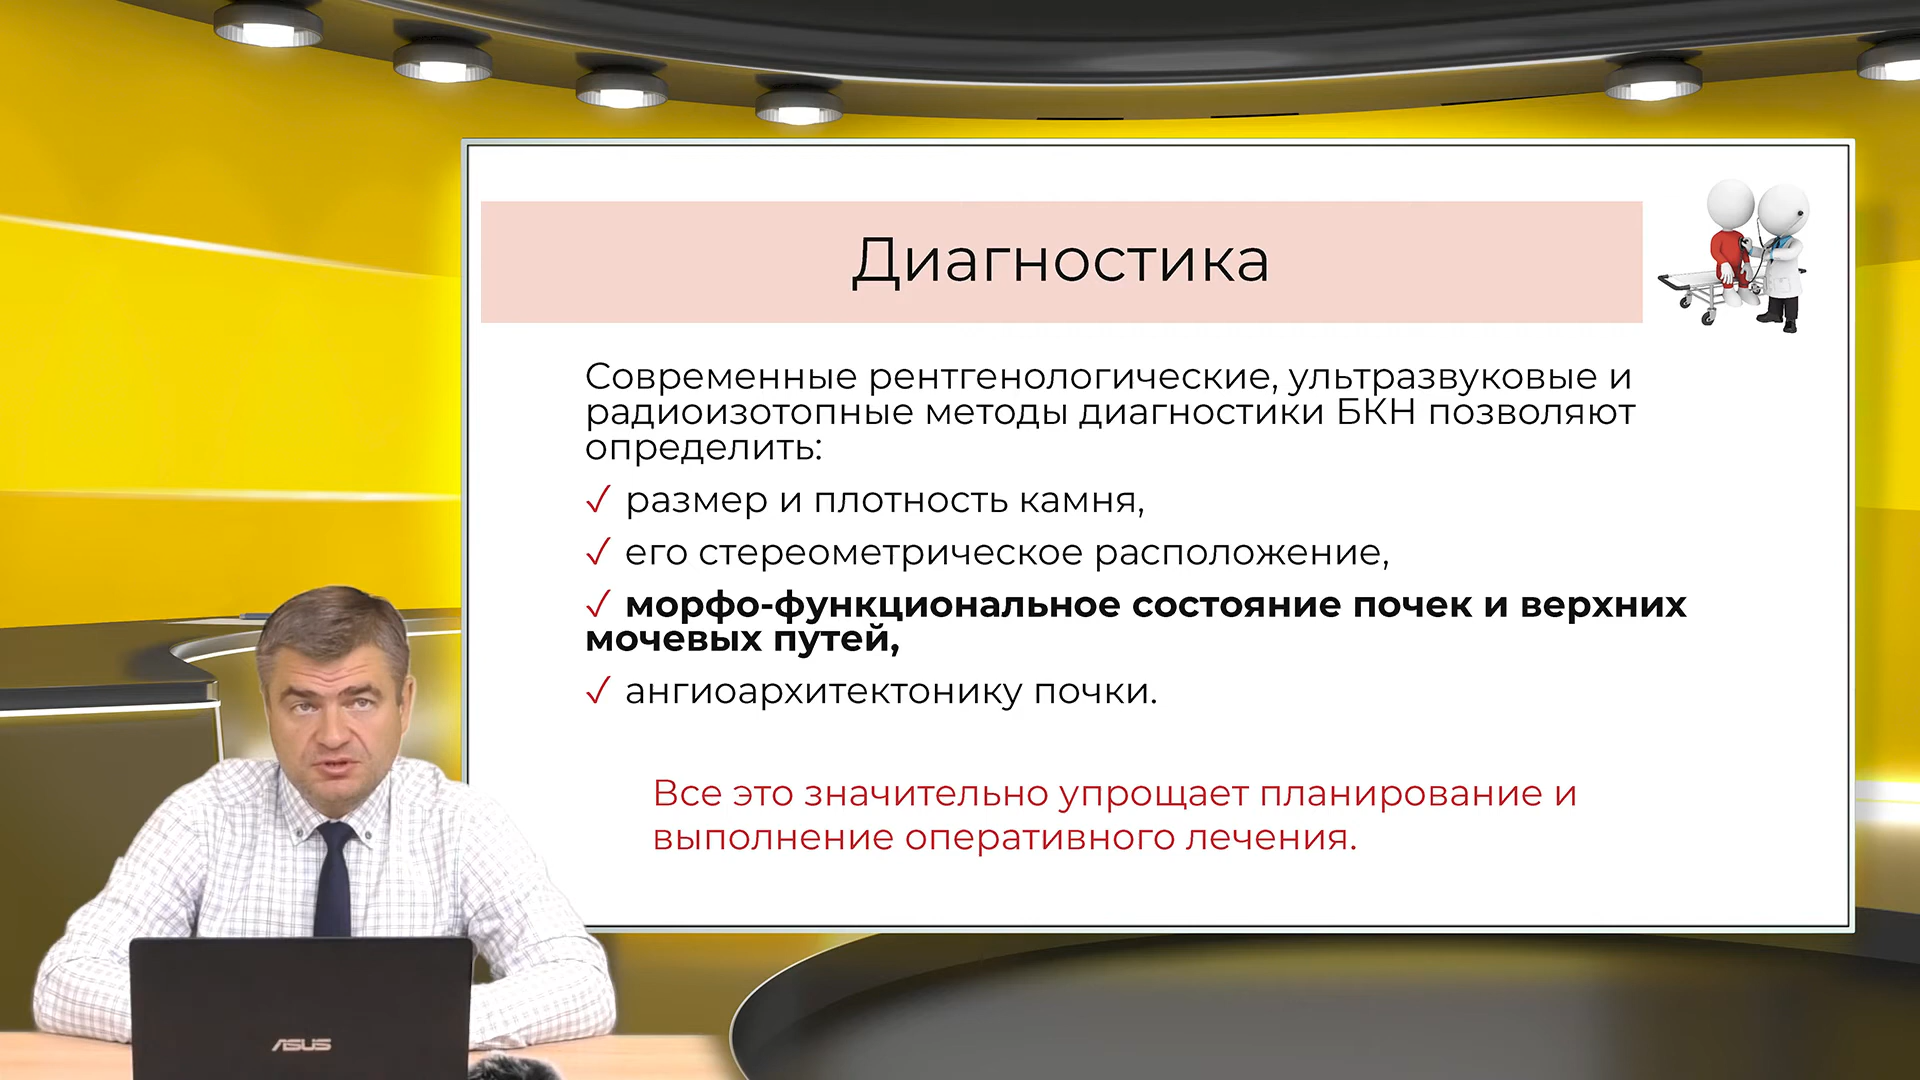 Диагностика
Современные рентгенологические, ультразвуковые и
радиоизотопные методы диагностики БКН позволяют
определить:
✓ размер и плотность камня,
✓ его стереометрическое расположение,
✓ морфо-функциональное состояние почек и верхних
мочевых путей,
✓ ангиоархитектонику почки.
Все это значительно упрощает планирование и
выполнение оперативного лечения.
ASUS